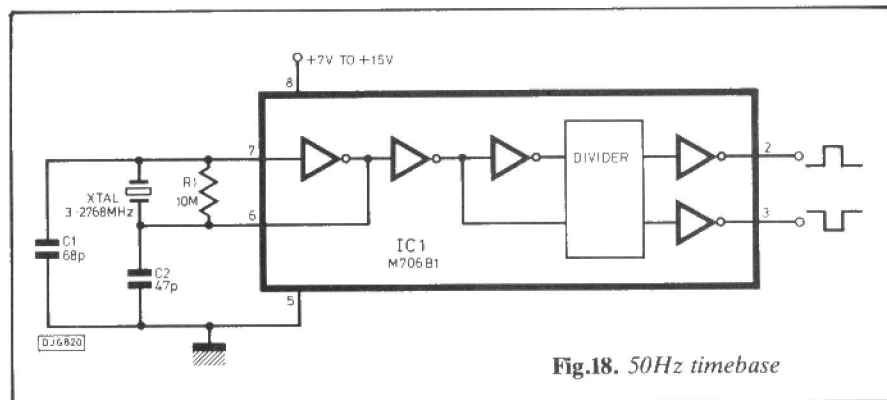 +7V TO +15V
8
7
R1
10M
XTAL
3·2768MHz
6
C1
68p
C2
47p
5
DJG820
IC1
M706B1
DIVIDER
2
3
Fig.18. 50Hz timebase